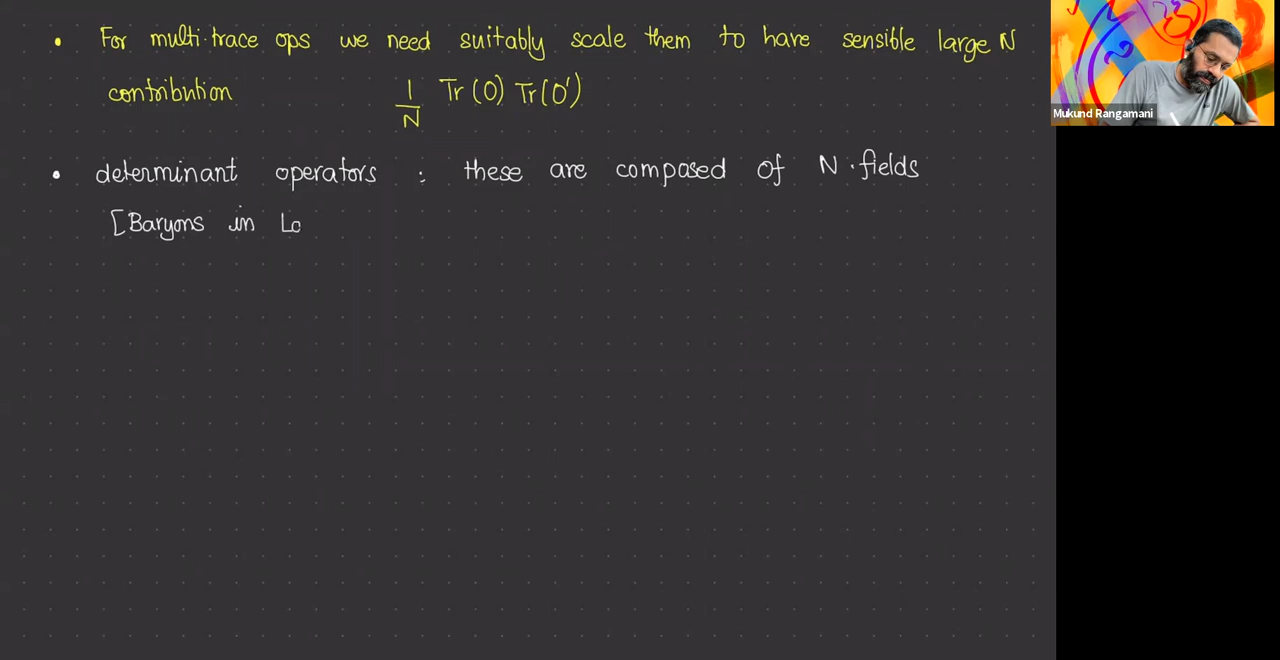 • For multi-trace ops we need suitably scale them to have sensible large N
contribution 1/N Tr(O) Tr(O')
• determinant operators : these are composed of N-fields
[Baryons in Lo
Mukund Rangamani